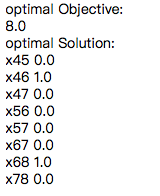 optimal Objective:
8.0
optimal Solution:
x45 0.0
x46 1.0
x47 0.0
x56 0.0
x57 0.0
x67 0.0
x68 1.0
x78 0.0